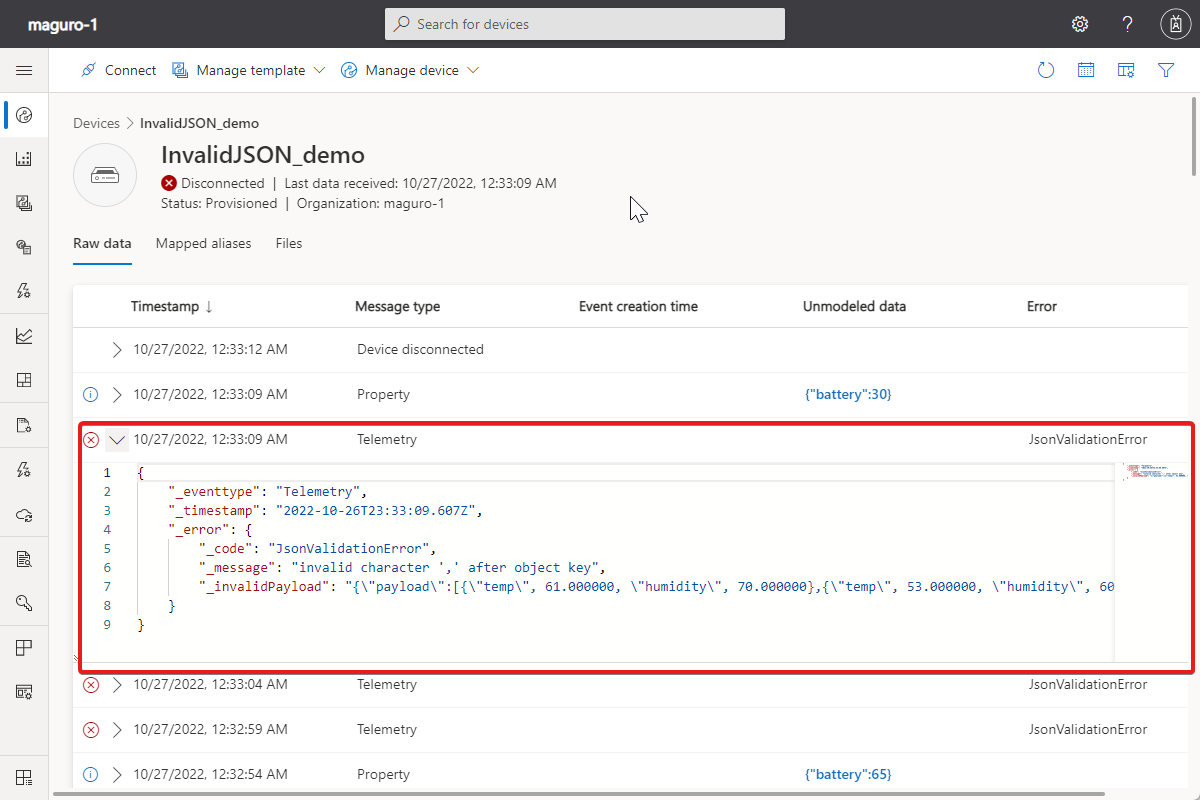 maguro-1
Search for devices
Connect Manage template Manage device
Devices > InvalidJSON_demo
InvalidJSON_demo
Disconnected | Last data received: 10/27/2022, 12:33:09 AM
Status: Provisioned | Organization: maguro-1
Raw data Mapped aliases Files
Timestamp ↓ Message type Event creation time Unmodeled data Error
10/27/2022, 12:33:12 AM Device disconnected
10/27/2022, 12:33:09 AM Property {"battery":30}
10/27/2022, 12:33:09 AM Telemetry JsonValidationError
1 {
2 "_eventtype": "Telemetry",
3 "_timestamp": "2022-10-26T23:33:09.607Z",
4 "_error": {
5 "_code": "JsonValidationError",
6 "_message": "invalid character ',' after object key",
7 "_invalidPayload": "{\"payload\":[{\"temp\", 61.000000, \"humidity\", 70.000000},{\"temp\", 53.000000, \"humidity\", 60
8 }
9 }
10/27/2022, 12:33:04 AM Telemetry JsonValidationError
10/27/2022, 12:32:59 AM Telemetry JsonValidationError
10/27/2022, 12:32:54 AM Property {"battery":65}